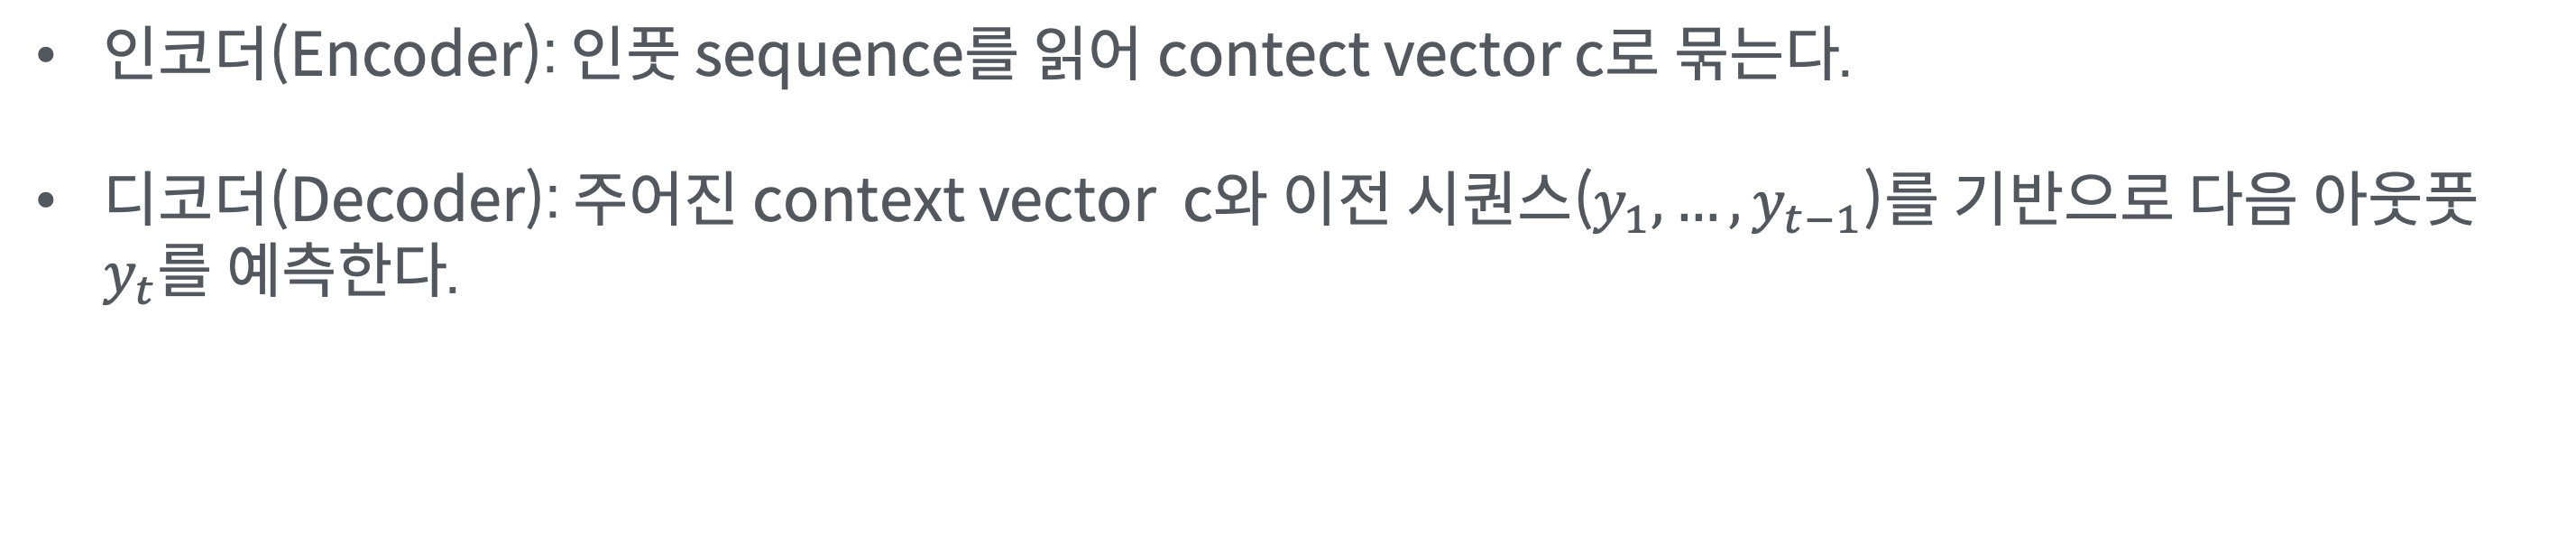 • 인코더(Encoder): 인풋 sequence를 읽어 contect vector c로 묶는다.
• 디코더(Decoder): 주어진 context vector  c와 이전 시퀀스(y₁, … , yₜ₋₁)를 기반으로 다음 아웃풋
yₜ를 예측한다.